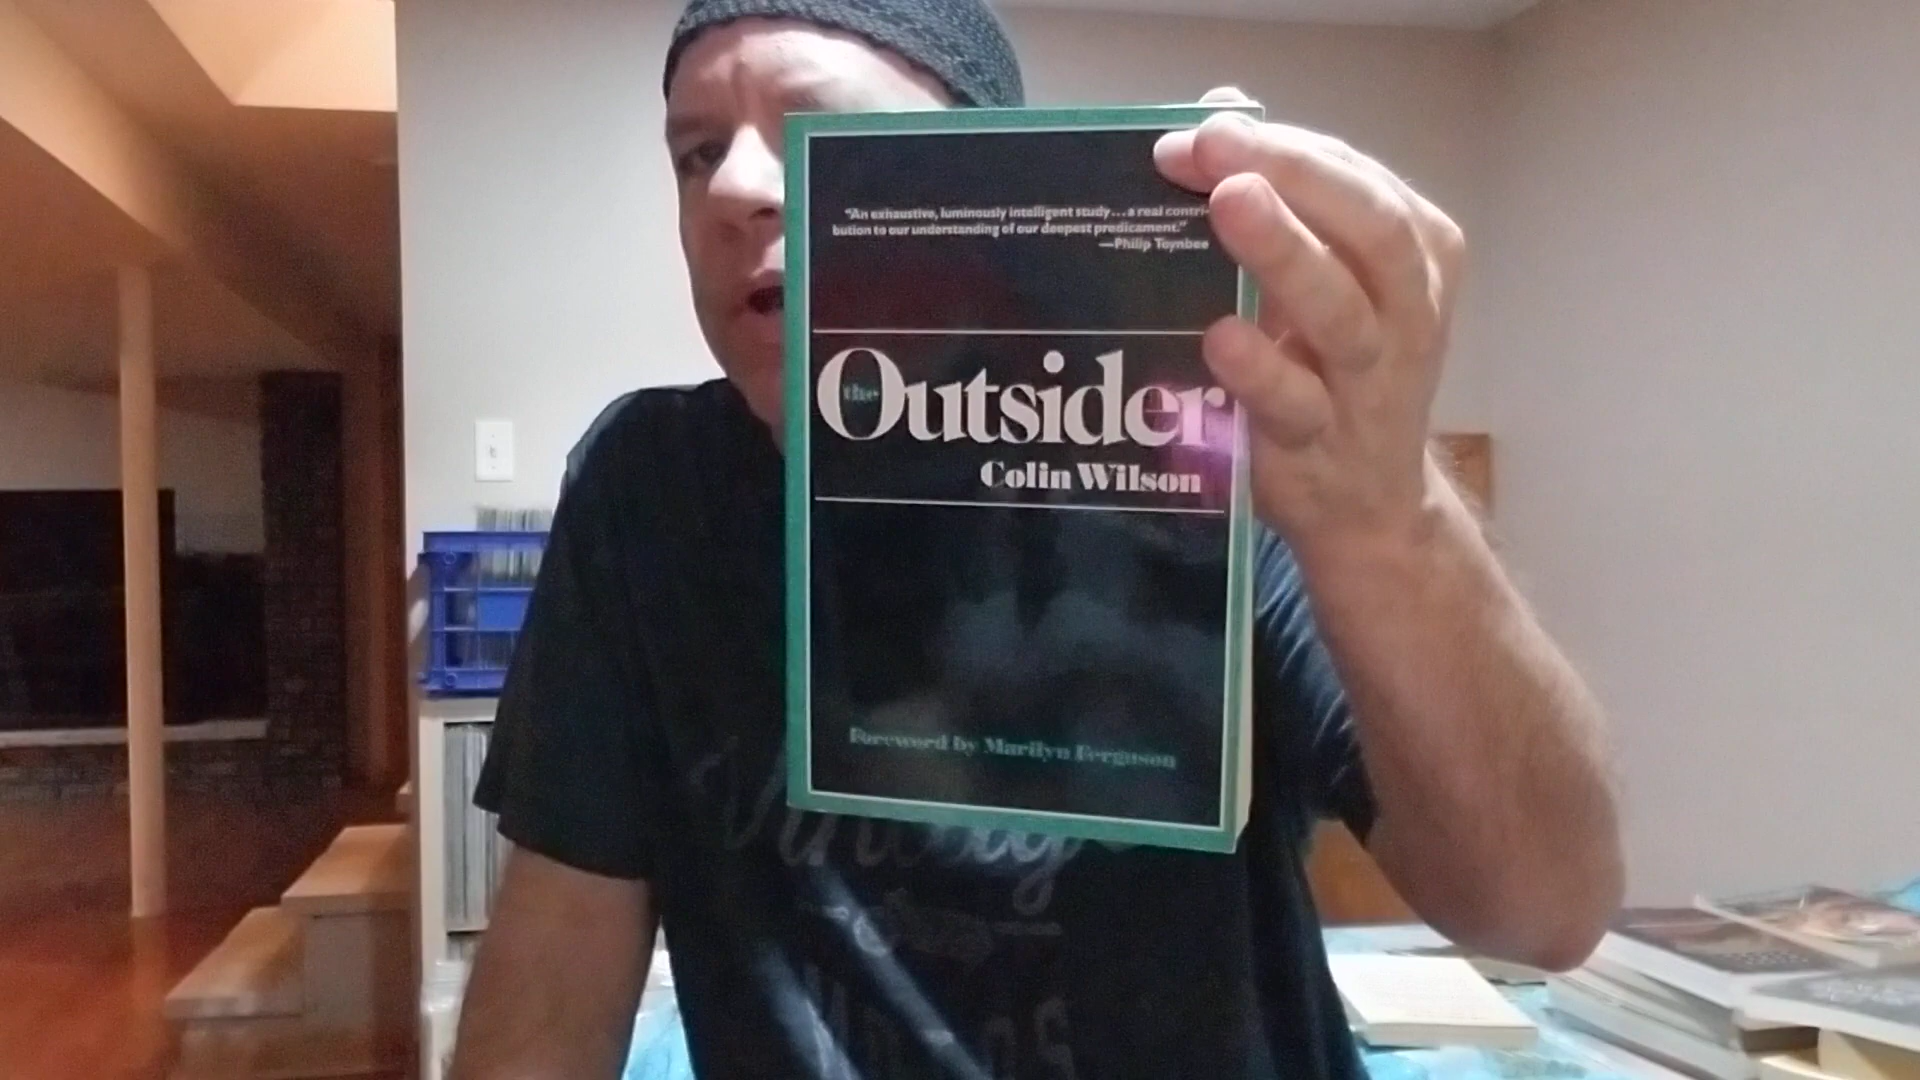 "An exhaustive, luminously intelligent study...a real contri-
bution to our understanding of our deepest predicament."
—Philip Toynbee
the Outsider
Colin Wilson
Foreword by Marilyn Ferguson
Vintage